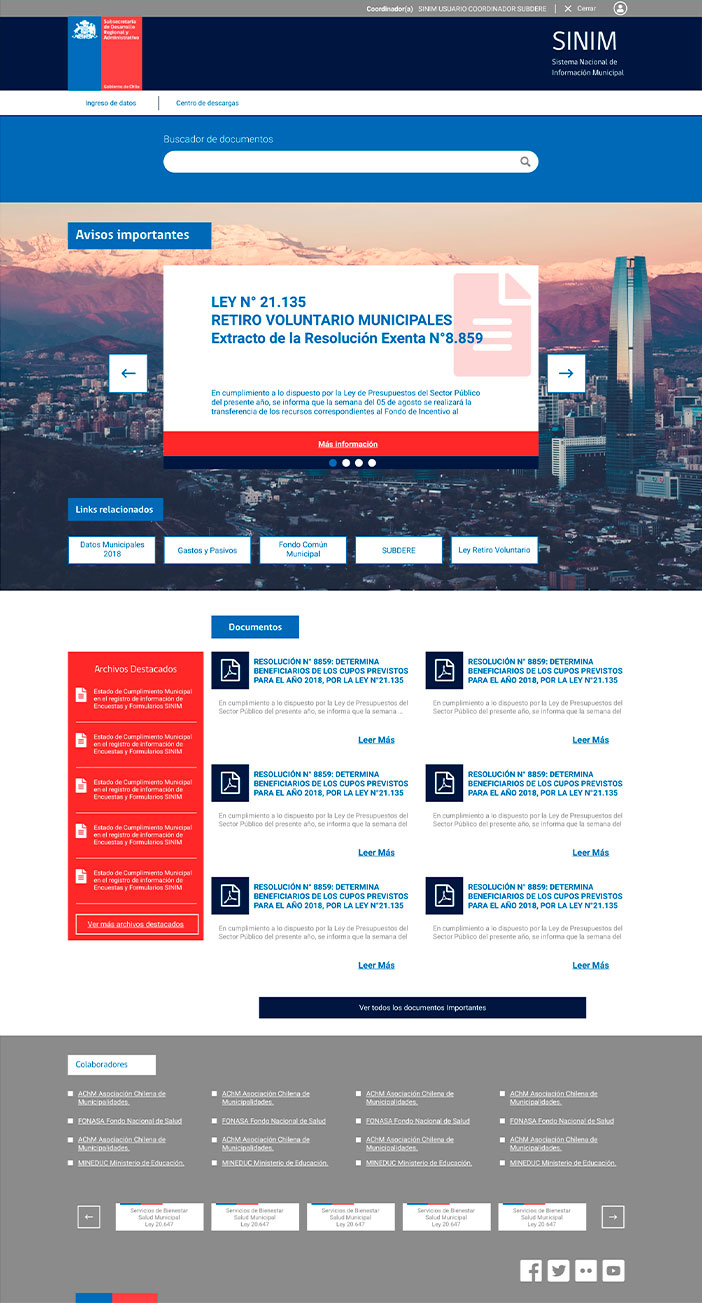 Coordinador(a) SINIM USUARIO COORDINADOR SUBDERE Cerrar
Subsecretaría
de Desarrollo
Regional y
Administrativo
Gobierno de Chile
SINIM
Sistema Nacional de
Información Municipal
Ingreso de datos
Centro de descargas
Buscador de documentos
Avisos importantes
LEY N° 21.135
RETIRO VOLUNTARIO MUNICIPALES
Extracto de la Resolución Exenta N°8.859
En cumplimiento a lo dispuesto por la Ley de Presupuestos del Sector Público
del presente año, se informa que la semana del 05 de agosto se realizará la
transferencia de los recursos correspondientes al Fondo de Incentivo al
Más información
Links relacionados
Datos Municipales
2018
Gastos y Pasivos
Fondo Común
Municipal
SUBDERE
Ley Retiro Voluntario
Documentos
Archivos Destacados
Estado de Cumplimiento Municipal
en el registro de información de
Encuestas y Formularios SINIM
Estado de Cumplimiento Municipal
en el registro de información de
Encuestas y Formularios SINIM
Estado de Cumplimiento Municipal
en el registro de información de
Encuestas y Formularios SINIM
Estado de Cumplimiento Municipal
en el registro de información de
Encuestas y Formularios SINIM
Estado de Cumplimiento Municipal
en el registro de información de
Encuestas y Formularios SINIM
Ver más archivos destacados
RESOLUCIÓN N° 8859: DETERMINA
BENEFICIARIOS DE LOS CUPOS PREVISTOS
PARA EL AÑO 2018, POR LA LEY N°21.135
En cumplimiento a lo dispuesto por la Ley de Presupuestos del
Sector Público del presente año, se informa que la semana ...
Leer Más
RESOLUCIÓN N° 8859: DETERMINA
BENEFICIARIOS DE LOS CUPOS PREVISTOS
PARA EL AÑO 2018, POR LA LEY N°21.135
En cumplimiento a lo dispuesto por la Ley de Presupuestos del
Sector Público del presente año, se informa que la semana del
Leer Más
RESOLUCIÓN N° 8859: DETERMINA
BENEFICIARIOS DE LOS CUPOS PREVISTOS
PARA EL AÑO 2018, POR LA LEY N°21.135
En cumplimiento a lo dispuesto por la Ley de Presupuestos del
Sector Público del presente año, se informa que la semana del
Leer Más
RESOLUCIÓN N° 8859: DETERMINA
BENEFICIARIOS DE LOS CUPOS PREVISTOS
PARA EL AÑO 2018, POR LA LEY N°21.135
En cumplimiento a lo dispuesto por la Ley de Presupuestos del
Sector Público del presente año, se informa que la semana del
Leer Más
RESOLUCIÓN N° 8859: DETERMINA
BENEFICIARIOS DE LOS CUPOS PREVISTOS
PARA EL AÑO 2018, POR LA LEY N°21.135
En cumplimiento a lo dispuesto por la Ley de Presupuestos del
Sector Público del presente año, se informa que la semana del
Leer Más
RESOLUCIÓN N° 8859: DETERMINA
BENEFICIARIOS DE LOS CUPOS PREVISTOS
PARA EL AÑO 2018, POR LA LEY N°21.135
En cumplimiento a lo dispuesto por la Ley de Presupuestos del
Sector Público del presente año, se informa que la semana del
Leer Más
Ver todos los documentos Importantes
Colaboradores
AChM Asociación Chilena de
Municipalidades.
FONASA Fondo Nacional de Salud
AChM Asociación Chilena de
Municipalidades.
MINEDUC Ministerio de Educación.
AChM Asociación Chilena de
Municipalidades.
FONASA Fondo Nacional de Salud
AChM Asociación Chilena de
Municipalidades.
MINEDUC Ministerio de Educación.
AChM Asociación Chilena de
Municipalidades.
FONASA Fondo Nacional de Salud
AChM Asociación Chilena de
Municipalidades.
MINEDUC Ministerio de Educación.
AChM Asociación Chilena de
Municipalidades.
FONASA Fondo Nacional de Salud
AChM Asociación Chilena de
Municipalidades.
MINEDUC Ministerio de Educación.
Servicios de Bienestar
Salud Municipal
Ley 20.647
Servicios de Bienestar
Salud Municipal
Ley 20.647
Servicios de Bienestar
Salud Municipal
Ley 20.647
Servicios de Bienestar
Salud Municipal
Ley 20.647
Servicios de Bienestar
Salud Municipal
Ley 20.647